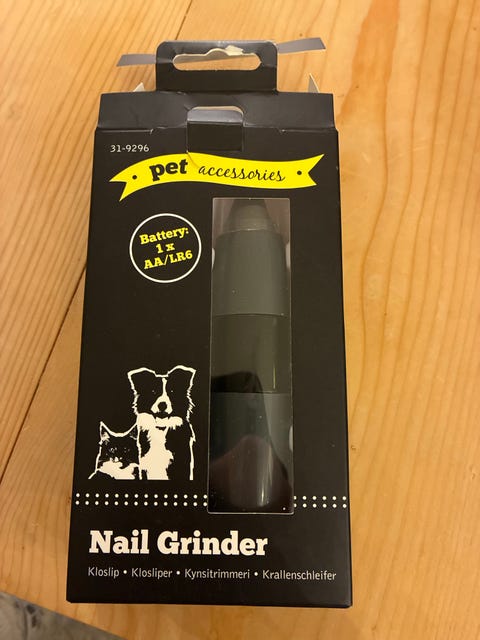 31-9296
• pet accessories •
Battery:
1 x
AA/LR6
Nail Grinder
Kloslip • Klosliper • Kynsitrimmeri • Krallenschleifer